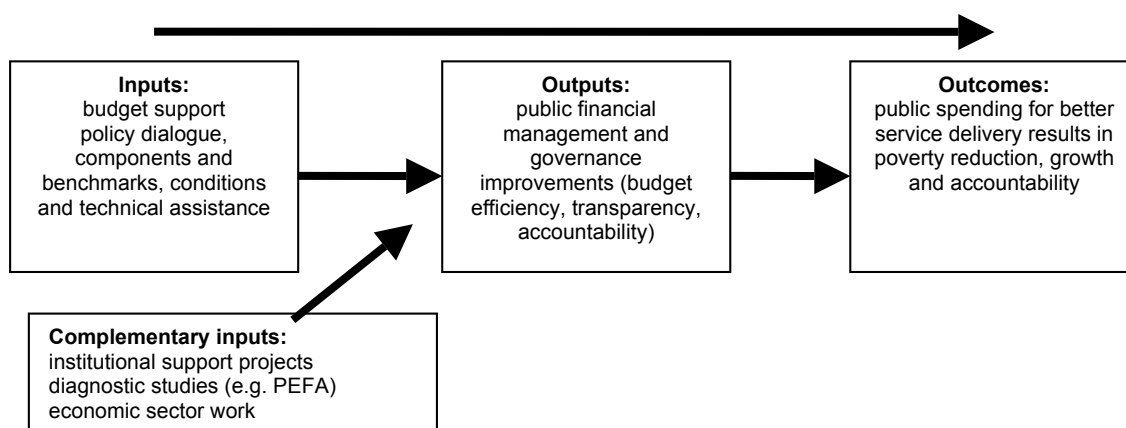 Inputs:
budget support
policy dialogue,
components and
benchmarks, conditions
and technical assistance
Outputs:
public financial
management and
governance
improvements (budget
efficiency, transparency,
accountability)
Outcomes:
public spending for better
service delivery results in
poverty reduction, growth
and accountability
Complementary inputs:
institutional support projects
diagnostic studies (e.g. PEFA)
economic sector work